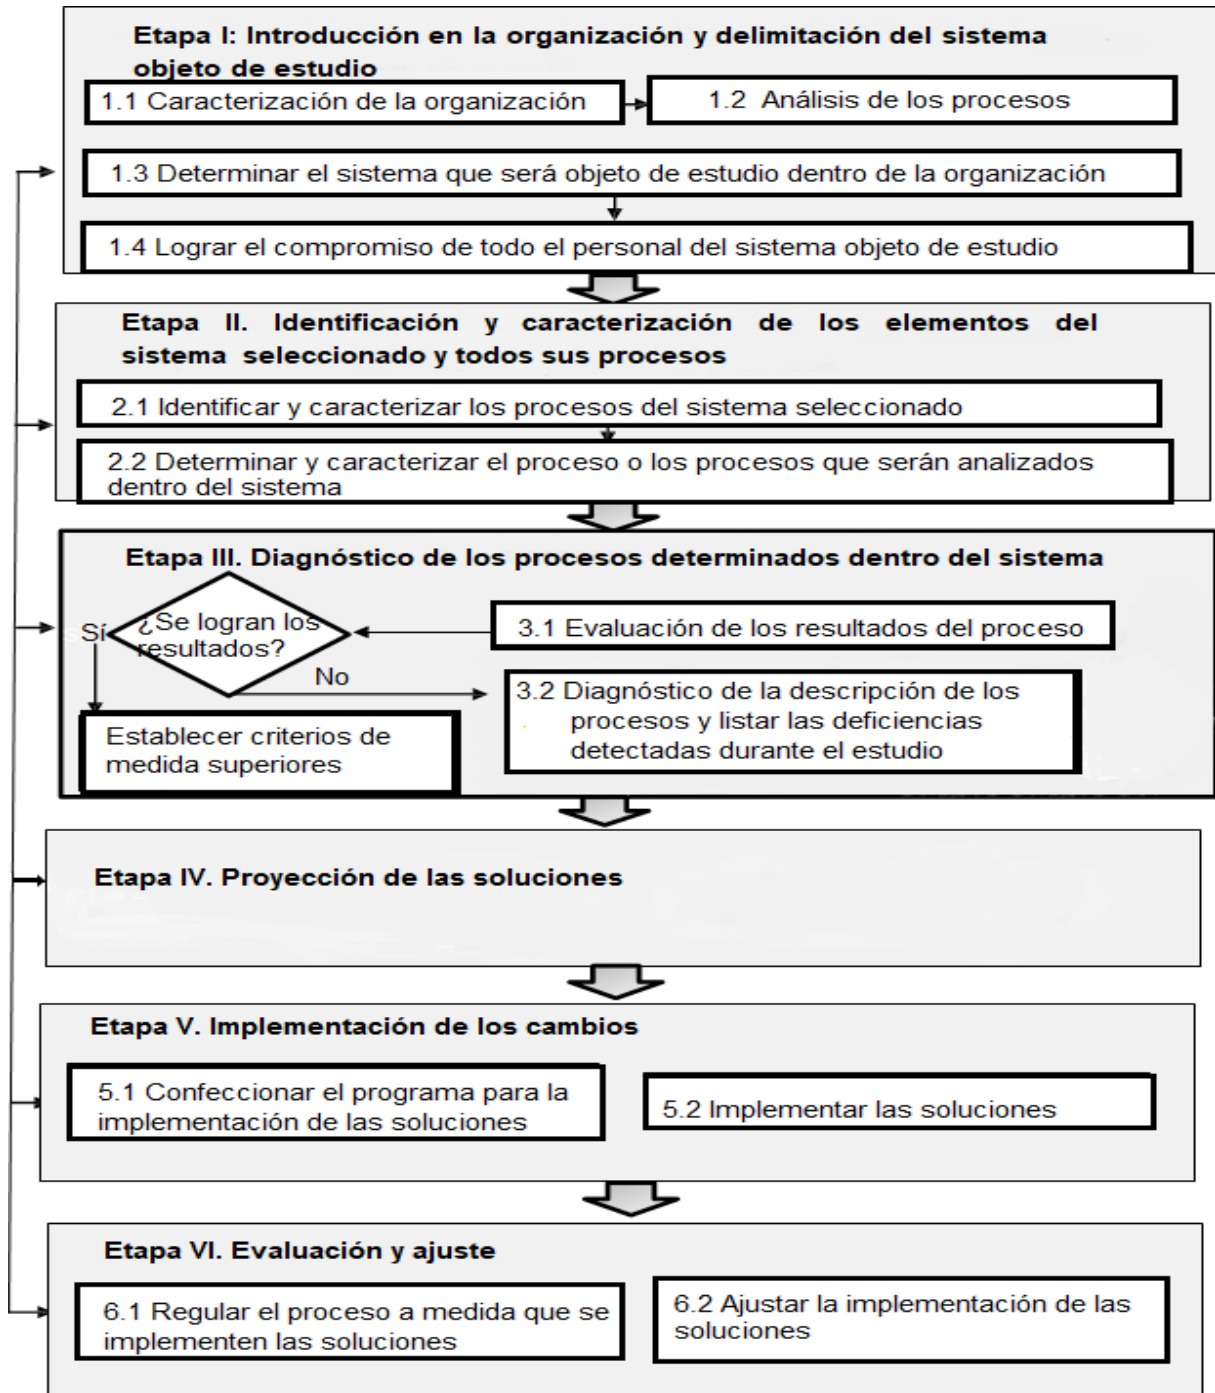 Etapa I: Introducción en la organización y delimitación del sistema
objeto de estudio
1.1 Caracterización de la organización
1.2 Análisis de los procesos
1.3 Determinar el sistema que será objeto de estudio dentro de la organización
1.4 Lograr el compromiso de todo el personal del sistema objeto de estudio
Etapa II. Identificación y caracterización de los elementos del
sistema seleccionado y todos sus procesos
2.1 Identificar y caracterizar los procesos del sistema seleccionado
2.2 Determinar y caracterizar el proceso o los procesos que serán analizados
dentro del sistema
Etapa III. Diagnóstico de los procesos determinados dentro del sistema
Sí
¿Se logran los
resultados?
3.1 Evaluación de los resultados del proceso
No
3.2 Diagnóstico de la descripción de los
procesos y listar las deficiencias
detectadas durante el estudio
Establecer criterios de
medida superiores
Etapa IV. Proyección de las soluciones
Etapa V. Implementación de los cambios
5.1 Confeccionar el programa para la
implementación de las soluciones
5.2 Implementar las soluciones
Etapa VI. Evaluación y ajuste
6.1 Regular el proceso a medida que se
implementen las soluciones
6.2 Ajustar la implementación de las
soluciones